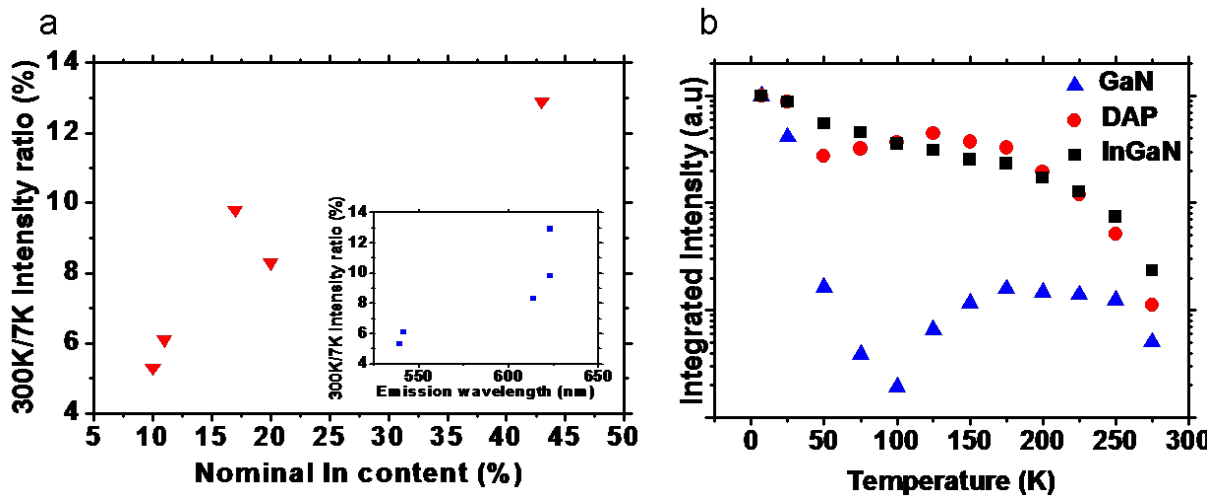 a
14
12
10
8
6
4
300K/7K Intensity ratio (%)
5 10 15 20 25 30 35 40 45 50
Nominal In content (%)
14
12
10
8
6
4
300K/7K Intensity ratio (%)
550 600 650
Emission wavelength (nm)
b
GaN
DAP
InGaN
Integrated Intensity (a.u)
0 50 100 150 200 250 300
Temperature (K)